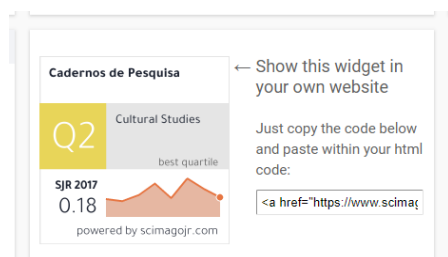 Cadernos de Pesquisa
Q2
Cultural Studies
best quartile
SJR 2017
0.18
powered by scimagojr.com
← Show this widget in
your own website
Just copy the code below
and paste within your html
code:
<a href="https://www.scimag